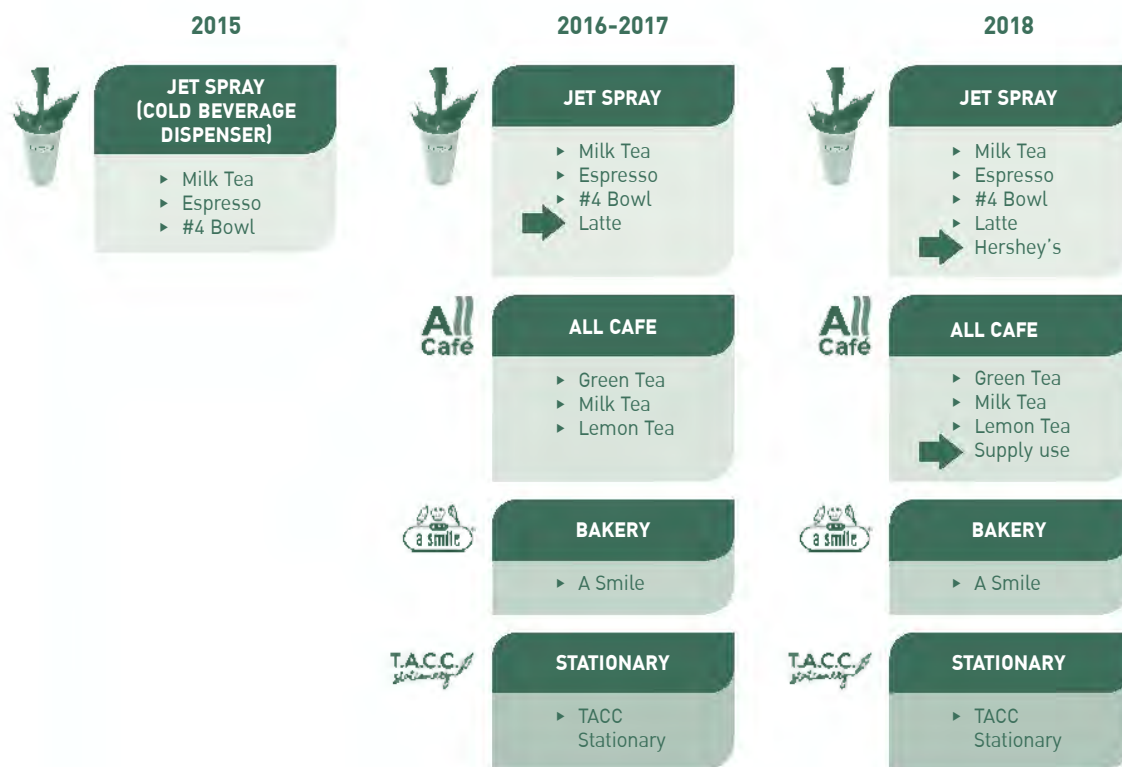 2015
JET SPRAY
(COLD BEVERAGE
DISPENSER)
▸ Milk Tea
▸ Espresso
▸ #4 Bowl
2016-2017
JET SPRAY
▸ Milk Tea
▸ Espresso
▸ #4 Bowl
▸ Latte
All
Café
ALL CAFE
▸ Green Tea
▸ Milk Tea
▸ Lemon Tea
a smile
BAKERY
▸ A Smile
T.A.C.C.
stationery
STATIONARY
▸ TACC
Stationary
2018
JET SPRAY
▸ Milk Tea
▸ Espresso
▸ #4 Bowl
▸ Latte
Hershey's
All
Café
ALL CAFE
▸ Green Tea
▸ Milk Tea
▸ Lemon Tea
Supply use
a smile
BAKERY
▸ A Smile
T.A.C.C.
stationery
STATIONARY
▸ TACC
Stationary